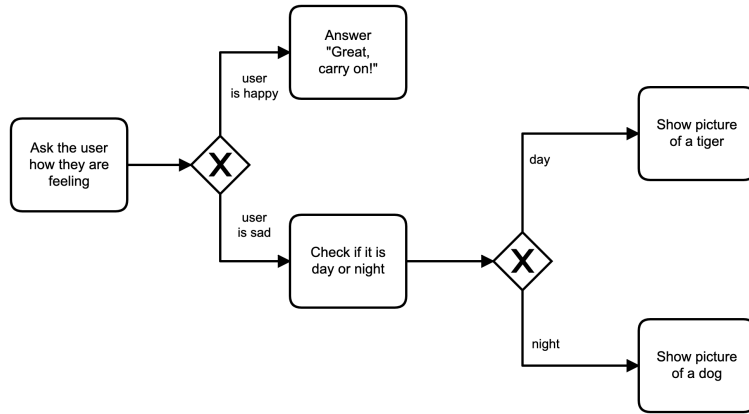 Answer
"Great,
carry on!"
user
is happy
Ask the user
how they are
feeling
X
user
is sad
Check if it is
day or night
X
day
Show picture
of a tiger
night
Show picture
of a dog